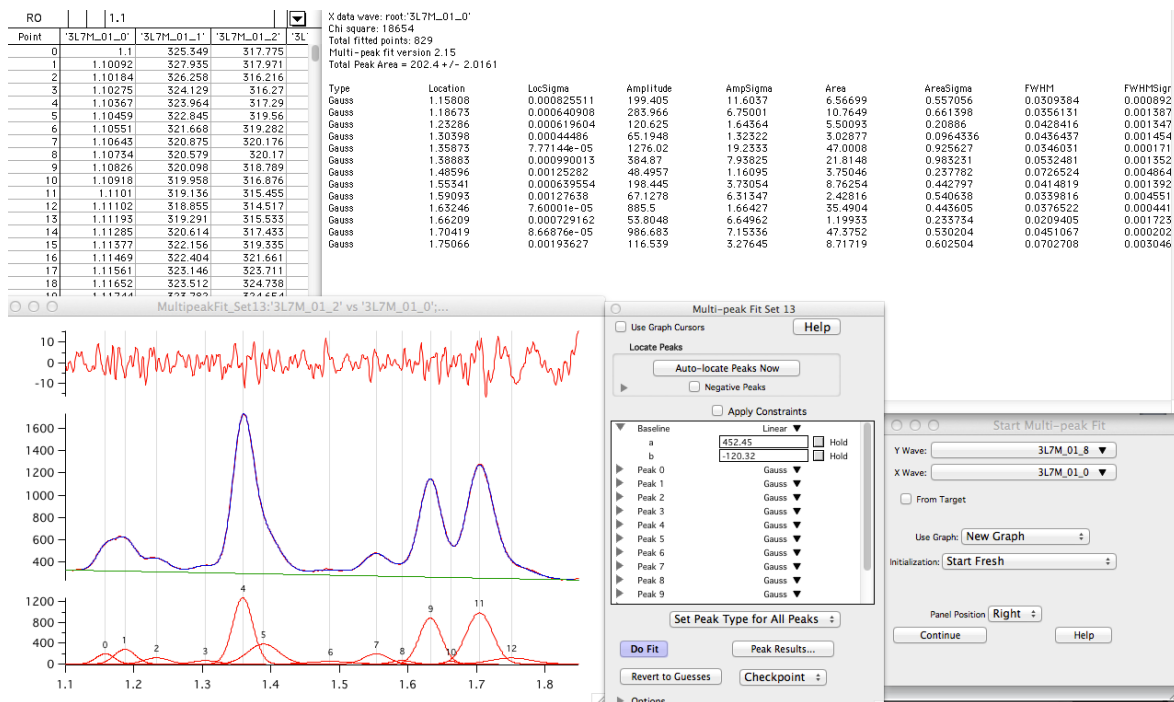 R0 1.1
Point '3L7M_01_0' '3L7M_01_1' '3L7M_01_2' '3L'
0 1.1 325.349 317.775
1 1.10092 327.935 317.971
2 1.10184 326.258 316.216
3 1.10275 324.129 316.27
4 1.10367 323.964 317.29
5 1.10459 322.845 319.56
6 1.10551 321.668 319.282
7 1.10643 320.875 320.176
8 1.10734 320.579 320.17
9 1.10826 320.098 318.789
10 1.10918 319.958 316.876
11 1.1101 319.136 315.455
12 1.11102 318.855 314.517
13 1.11193 319.291 315.533
14 1.11285 320.614 317.433
15 1.11377 322.156 319.335
16 1.11469 322.404 321.661
17 1.11561 323.146 323.711
18 1.11652 323.512 324.738
19 1.11744 323.782 324.654
X data wave: root:'3L7M_01_0'
Chi square: 18654
Total fitted points: 829
Multi-peak fit version 2.15
Total Peak Area = 202.4 +/- 2.0161
Type Location LocSigma Amplitude AmpSigma Area AreaSigma FWHM FWHMSigr
Gauss 1.15808 0.000825511 199.405 11.6037 6.56699 0.557056 0.0309384 0.000892
Gauss 1.18673 0.000640908 283.966 6.75001 10.7649 0.661398 0.0356131 0.001387
Gauss 1.23286 0.000619604 120.625 1.64364 5.50093 0.20886 0.0428416 0.001347
Gauss 1.30398 0.00044486 65.1948 1.32322 3.02877 0.0964336 0.0436437 0.001454
Gauss 1.35873 7.77144e-05 1276.02 19.2333 47.0008 0.925627 0.0346031 0.000171
Gauss 1.38883 0.000990013 384.87 7.93825 21.8148 0.983231 0.0532481 0.001352
Gauss 1.48596 0.00125282 48.4957 1.16095 3.75046 0.237782 0.0726524 0.004864
Gauss 1.55341 0.000639554 198.445 3.73054 8.76254 0.442797 0.0414819 0.001392
Gauss 1.59093 0.00127638 67.1278 6.31347 2.42816 0.540638 0.0339816 0.004551
Gauss 1.63246 7.60001e-05 885.5 1.66427 35.4904 0.443605 0.0376522 0.000441
Gauss 1.66209 0.000729162 53.8048 6.64962 1.19933 0.233734 0.0209405 0.001723
Gauss 1.70419 8.66876e-05 986.683 7.15336 47.3752 0.530204 0.0451067 0.000202
Gauss 1.75066 0.00193627 116.539 3.27645 8.71719 0.602504 0.0702708 0.003046
MultipeakFit_Set13:'3L7M_01_2' vs '3L7M_01_0';...
10
0
-10
1600
1400
1200
1000
800
600
400
1200
800
400
0
0 1 2 3 4 5 6 7 8 9 10 11 12
1.1 1.2 1.3 1.4 1.5 1.6 1.7 1.8
Multi-peak Fit Set 13
Use Graph Cursors Help
Locate Peaks
Auto-locate Peaks Now
Negative Peaks
Apply Constraints
Baseline Linear
a 452.45 Hold
b -120.32 Hold
Peak 0 Gauss
Peak 1 Gauss
Peak 2 Gauss
Peak 3 Gauss
Peak 4 Gauss
Peak 5 Gauss
Peak 6 Gauss
Peak 7 Gauss
Peak 8 Gauss
Peak 9 Gauss
Set Peak Type for All Peaks
Do Fit Peak Results...
Revert to Guesses Checkpoint
Options
Start Multi-peak Fit
Y Wave: 3L7M_01_8
X Wave: 3L7M_01_0
From Target
Use Graph: New Graph
Initialization: Start Fresh
Panel Position Right
Continue Help